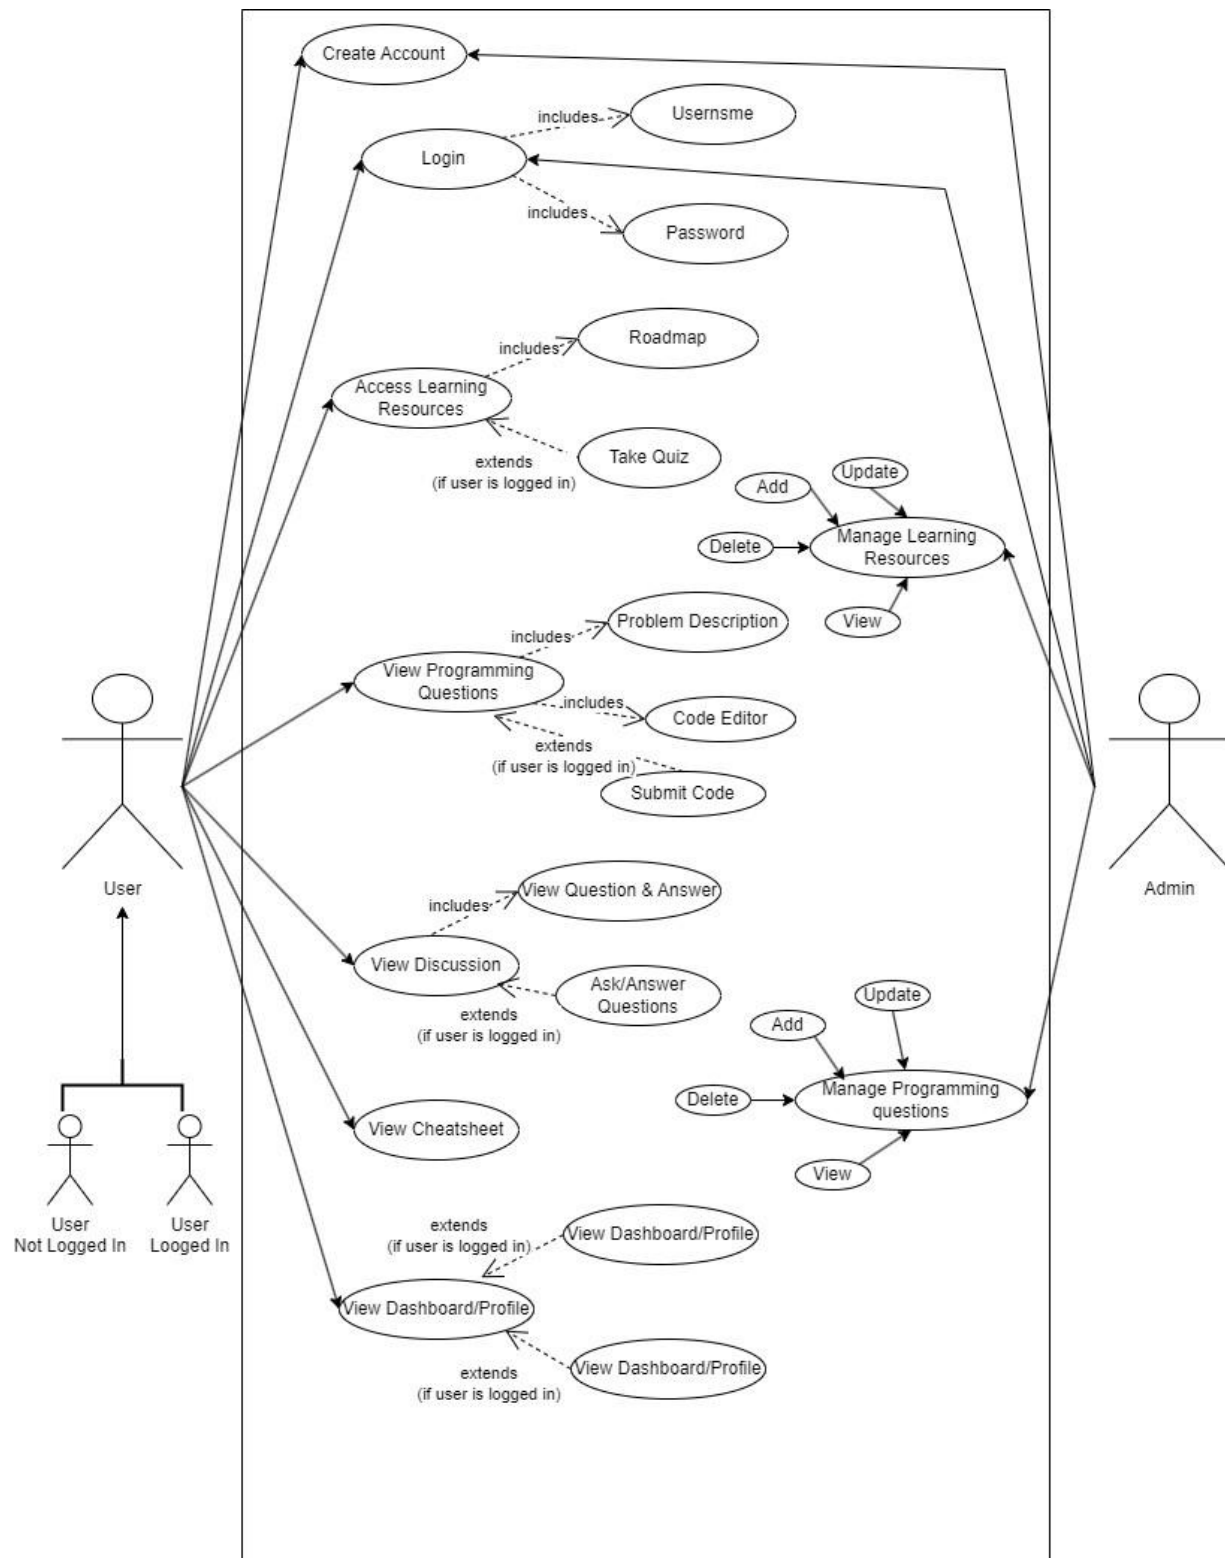 Create Account
includes
Usernsme
Login
includes
Password
Roadmap
includes
Access Learning
Resources
Take Quiz
extends
(if user is logged in)
Update
Add
Manage Learning
Resources
Delete
View
Problem Description
includes
View Programming
Questions
includes
Code Editor
extends
(if user is logged in)
Submit Code
User
Admin
View Question & Answer
includes
View Discussion
Ask/Answer
Questions
extends
(if user is logged in)
Update
Add
Manage Programming
questions
Delete
View
View Cheatsheet
User
Not Logged In
User
Looged In
extends
(if user is logged in)
View Dashboard/Profile
View Dashboard/Profile
extends
(if user is logged in)
View Dashboard/Profile